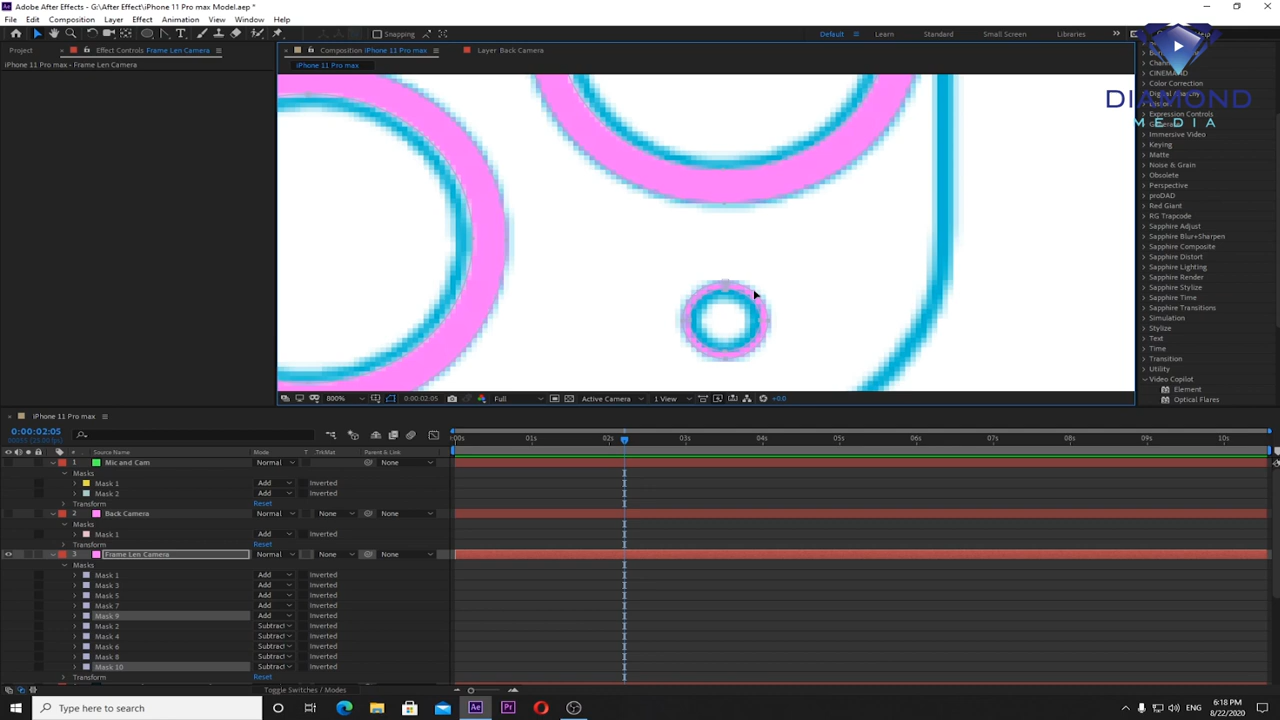 Adobe After Effects - G:\After Effect\iPhone 11 Pro max Model.aep *
File Edit Composition Layer Effect Animation View Window Help
Snapping Default Learn Standard Small Screen Libraries
Project Effect Controls Frame Len Camera Composition iPhone 11 Pro max Layer Back Camera
iPhone 11 Pro max - Frame Len Camera iPhone 11 Pro max
DIAMOND
MEDIA
CINEMA
Color Correction
Expression Controls
Immersive Video
Keying
Matte
Noise & Grain
Obsolete
Perspective
proDAD
Red Giant
RG Trapcode
Sapphire Adjust
Sapphire Blur+Sharpen
Sapphire Composite
Sapphire Distort
Sapphire Lighting
Sapphire Render
Sapphire Stylize
Sapphire Time
Sapphire Transitions
Simulation
Stylize
Text
Time
Transition
Utility
Video Copilot
Element
Optical Flares
800% 0:00:02:05 Full Active Camera 1 View +0.0
iPhone 11 Pro max
0:00:02:05
:00s 01s 02s 03s 04s 05s 06s 07s 08s 09s 10s
# Source Name Mode T .TrkMat Parent & Link
1 Mic and Cam Normal None
Masks
Mask 1 Add Inverted
Mask 2 Add Inverted
Transform Reset
2 Back Camera Normal None None
Masks
Mask 1 Add Inverted
Transform Reset
3 Frame Len Camera Normal None None
Masks
Mask 1 Add Inverted
Mask 3 Add Inverted
Mask 5 Add Inverted
Mask 7 Add Inverted
Mask 9 Add Inverted
Mask 2 Subtract Inverted
Mask 4 Subtract Inverted
Mask 6 Subtract Inverted
Mask 8 Subtract Inverted
Mask 10 Subtract Inverted
Transform Reset
Toggle Switches / Modes
Type here to search Ae Pr ENG 6:18 PM
8/22/2020